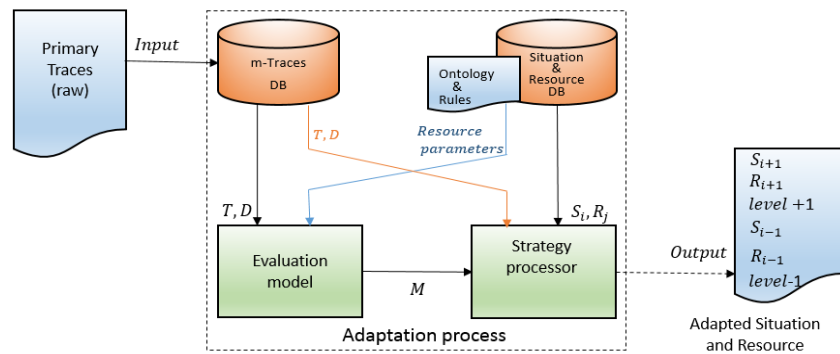 Primary
Traces
(raw)
Input
m-Traces
DB
Situation
&
Resource
DB
Ontology
&
Rules
T, D
Resource
parameters
T, D
S_i, R_j
Evaluation
model
M
Strategy
processor
Adaptation process
Output
S_{i+1}
R_{i+1}
level +1
S_{i-1}
R_{i-1}
level-1
Adapted Situation
and Resource